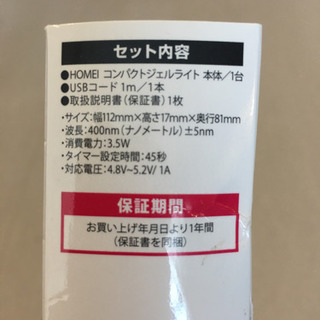 セット内容
●HOMEI コンパクトジェルライト 本体/1台
●USBコード 1m/1本
●取扱説明書(保証書)1枚
・サイズ:幅112mm×高さ17mm×奥行81mm
・波長:400nm(ナノメートル)±5nm
・消費電力:3.5W
・タイマー設定時間:45秒
・対応電圧:4.8V~5.2V/ 1A
保証期間
お買い上げ年月日より1年間
(保証書を同梱)